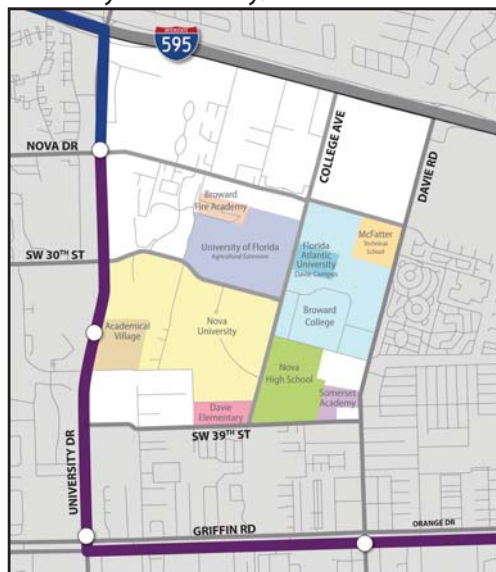 INTERSTATE
595
COLLEGE AVE
DAVIE RD
NOVA DR
Broward
Fire Academy
McFatter
Technical
School
University of Florida
Agricultural Extension
Florida
Atlantic
University
Davie Campus
SW 30TH ST
Broward
College
Nova
University
Academical
Village
Nova
High School
Somerset
Academy
Davie
Elementary
SW 39TH ST
UNIVERSITY DR
GRIFFIN RD
ORANGE DR